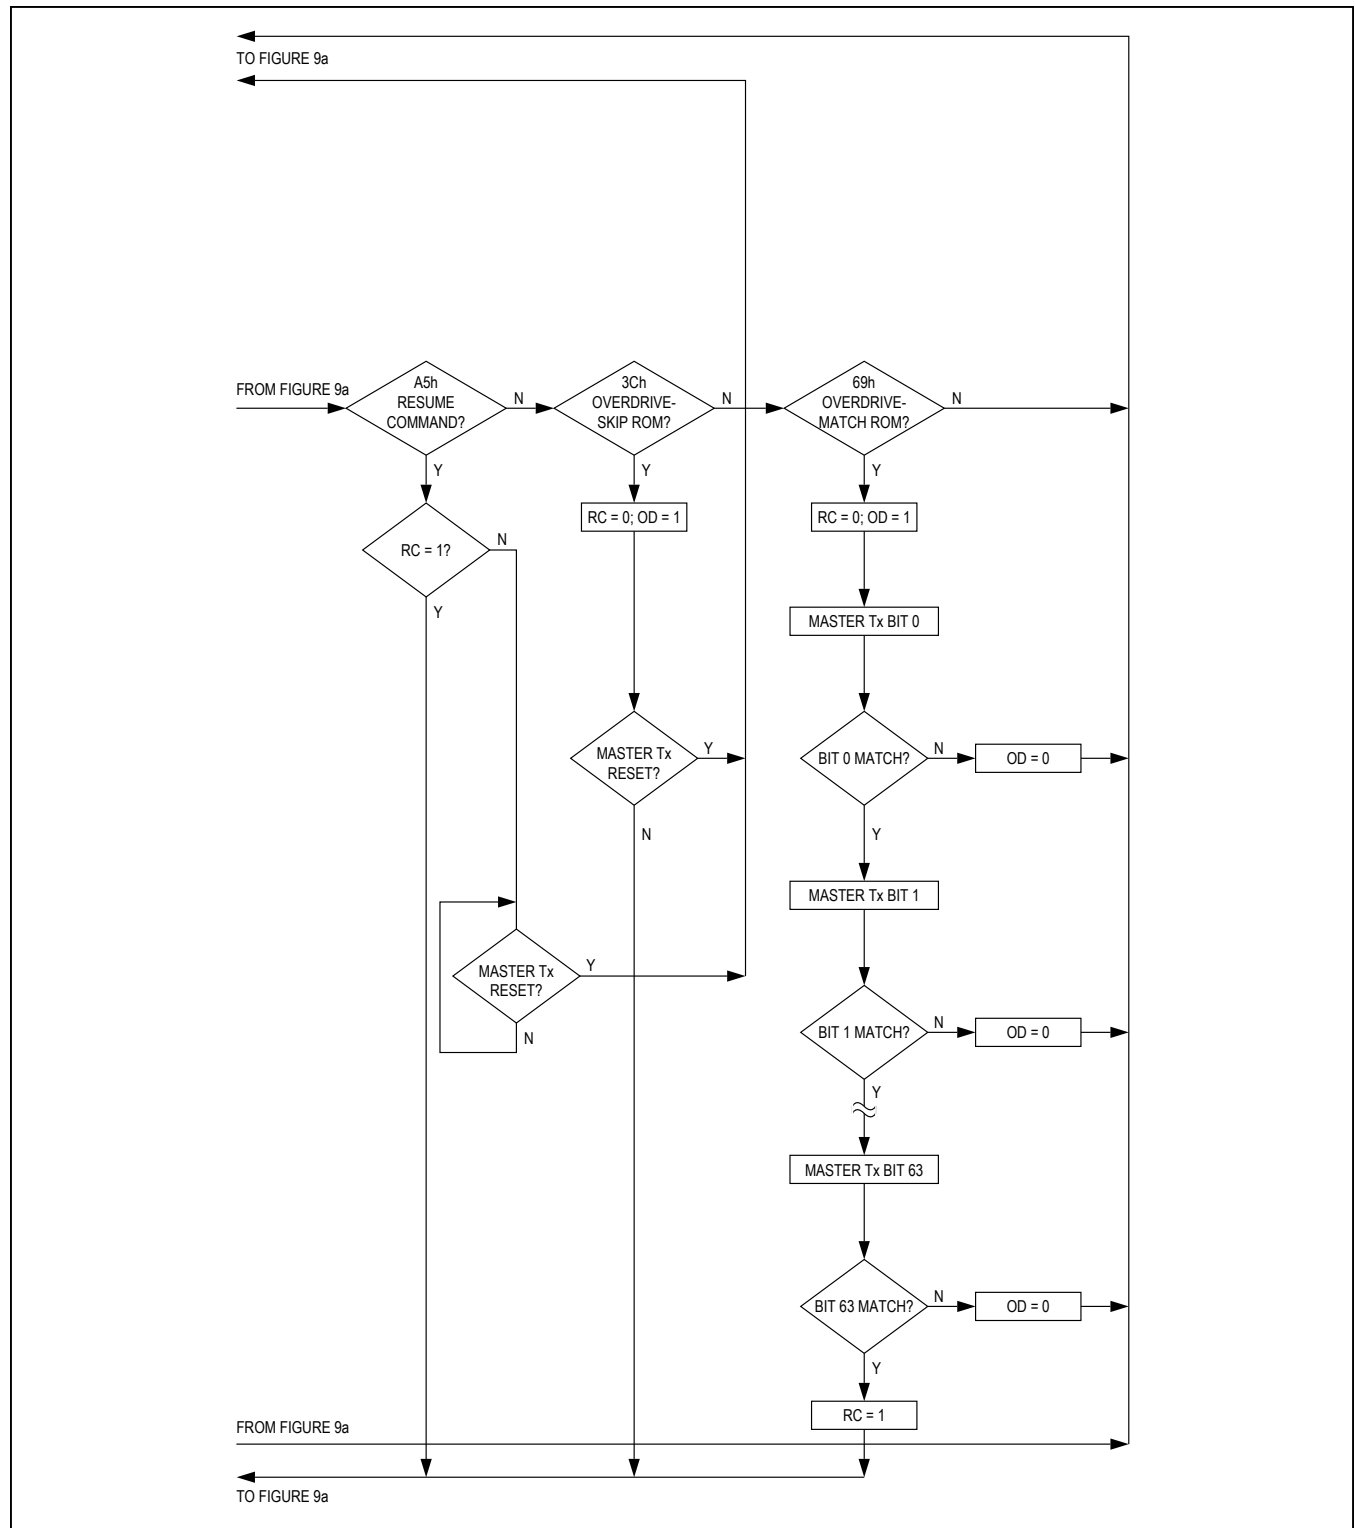 TO FIGURE 9a
FROM FIGURE 9a
A5h
RESUME
COMMAND?
N
3Ch
OVERDRIVE-
SKIP ROM?
N
69h
OVERDRIVE-
MATCH ROM?
N
Y
Y
Y
RC = 1?
N
RC = 0; OD = 1
RC = 0; OD = 1
Y
MASTER Tx BIT 0
MASTER Tx
RESET?
Y
BIT 0 MATCH?
N
OD = 0
N
Y
MASTER Tx BIT 1
MASTER Tx
RESET?
Y
N
BIT 1 MATCH?
N
OD = 0
Y
MASTER Tx BIT 63
BIT 63 MATCH?
N
OD = 0
Y
RC = 1
FROM FIGURE 9a
TO FIGURE 9a